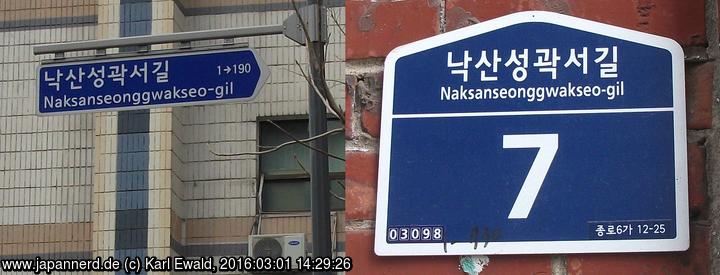 낙산성곽서길 1→190
Naksanseonggwakseo-gil
낙산성곽서길
Naksanseonggwakseo-gil
7
03098
종로6가 12-25
www.japannerd.de (c) Karl Ewald, 2016:03:01 14:29:26